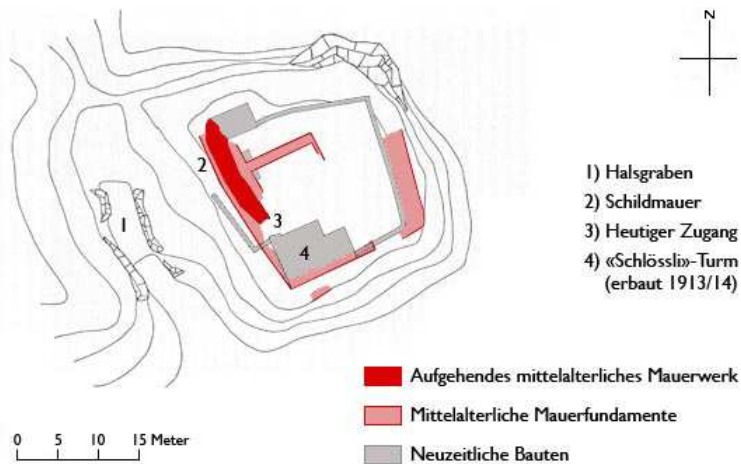 N
1) Halsgraben
2) Schildmauer
3) Heutiger Zugang
4) «Schlössli»-Turm
(erbaut 1913/14)
2
1
3
4
Aufgehendes mittelalterliches Mauerwerk
Mittelalterliche Mauerfundamente
Neuzeitliche Bauten
0 5 10 15 Meter